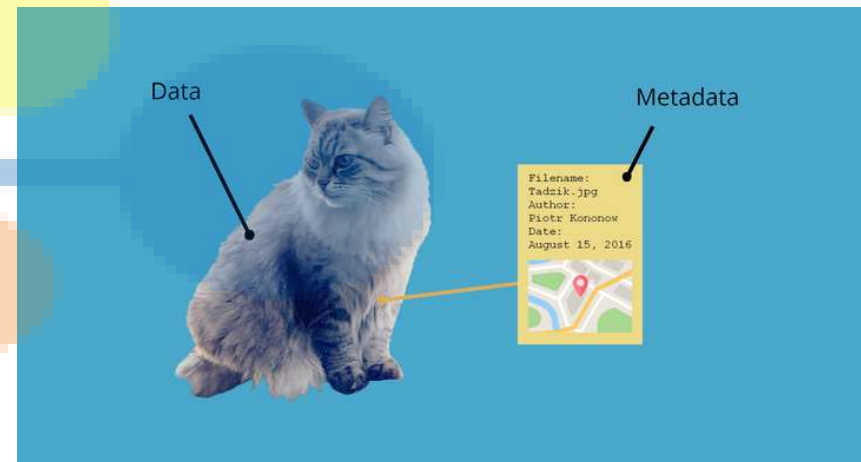 Data
Metadata
Filename:
Tadzik.jpg
Author:
Piotr Kononow
Date:
August 15, 2016